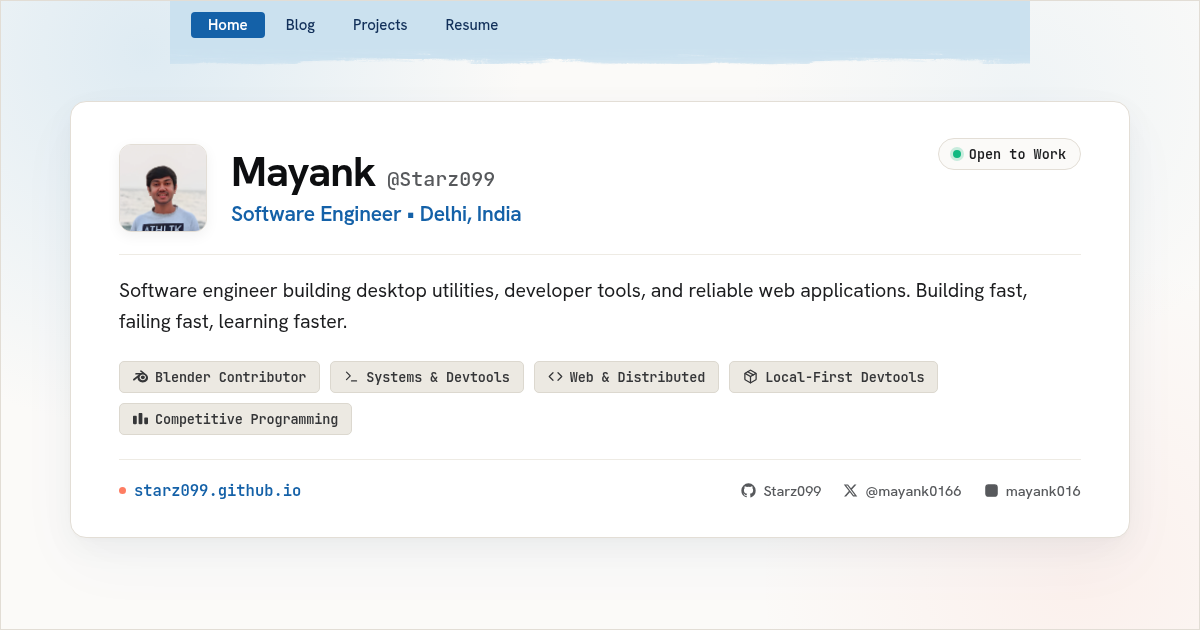 Home Blog Projects Resume
Mayank @Starz099
Open to Work
Software Engineer ▪ Delhi, India
Software engineer building desktop utilities, developer tools, and reliable web applications. Building fast,
failing fast, learning faster.
Blender Contributor
>_ Systems & Devtools
<> Web & Distributed
Local-First Devtools
Competitive Programming
starz099.github.io
Starz099
@mayank0166
mayank016